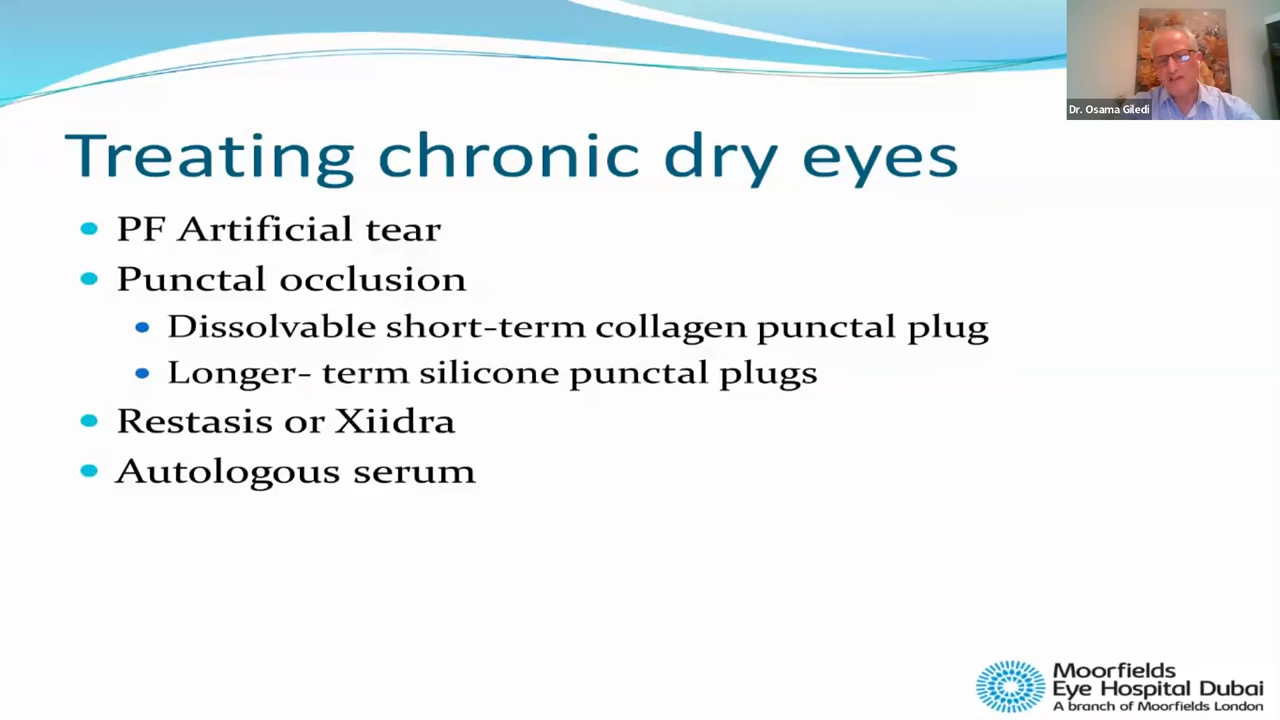 Dr. Osama Giledi
Treating chronic dry eyes
PF Artificial tear
Punctal occlusion
Dissolvable short-term collagen punctal plug
Longer- term silicone punctal plugs
Restasis or Xiidra
Autologous serum
Moorfields
Eye Hospital Dubai
A branch of Moorfields London